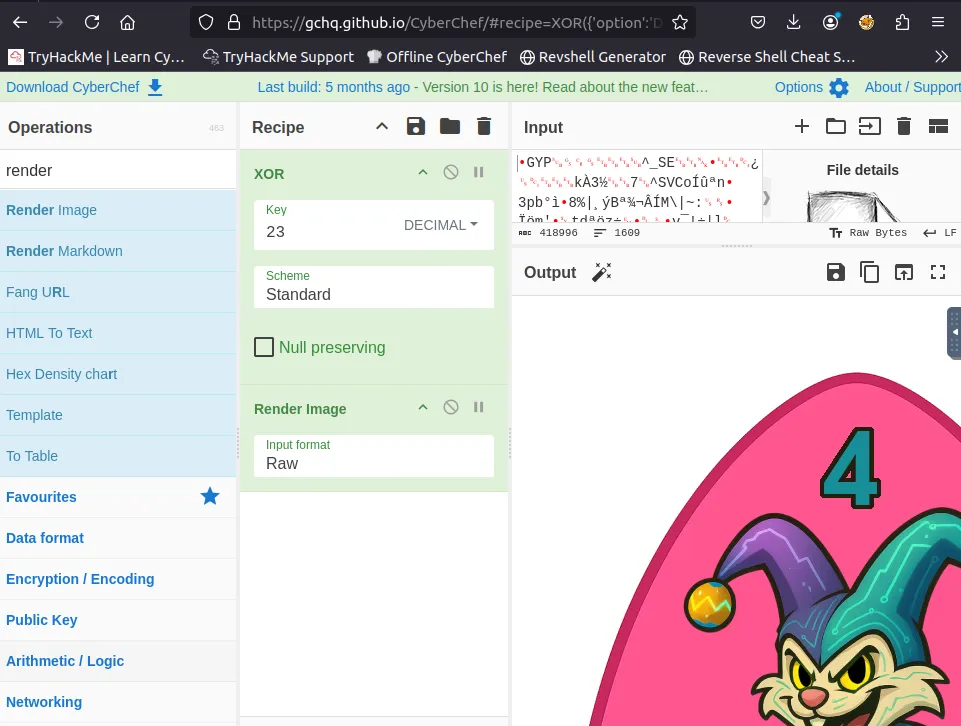 https://gchq.github.io/CyberChef/#recipe=XOR({'option':'D
TryHackMe | Learn Cy… TryHackMe Support Offline CyberChef Revshell Generator Reverse Shell Cheat S…
Download CyberChef Last build: 5 months ago - Version 10 is here! Read about the new feat… Options About / Support
Operations 463
render
Render Image
Render Markdown
Fang URL
HTML To Text
Hex Density chart
Template
To Table
Favourites
Data format
Encryption / Encoding
Public Key
Arithmetic / Logic
Networking
Recipe
XOR
Key
23 DECIMAL
Scheme
Standard
Null preserving
Render Image
Input format
Raw
Input
File details
418996 1609 Raw Bytes LF
Output
4